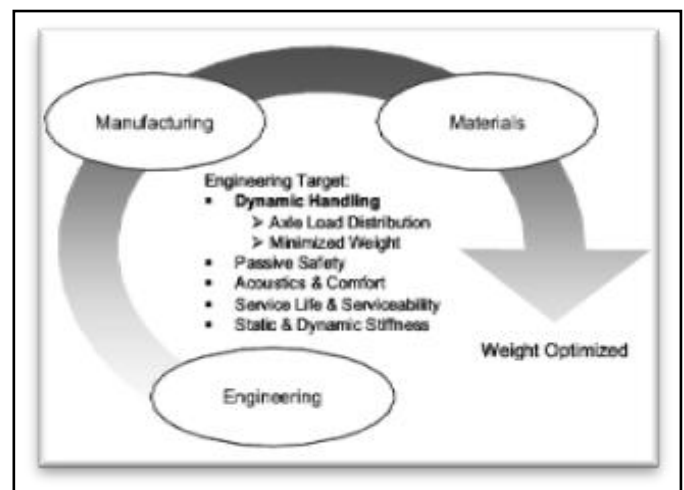 Manufacturing
Materials
Engineering Target:
▪ Dynamic Handling
➢ Axle Load Distribution
➢ Minimized Weight
▪ Passive Safety
▪ Acoustics & Comfort
▪ Service Life & Serviceability
▪ Static & Dynamic Stiffness
Weight Optimized
Engineering